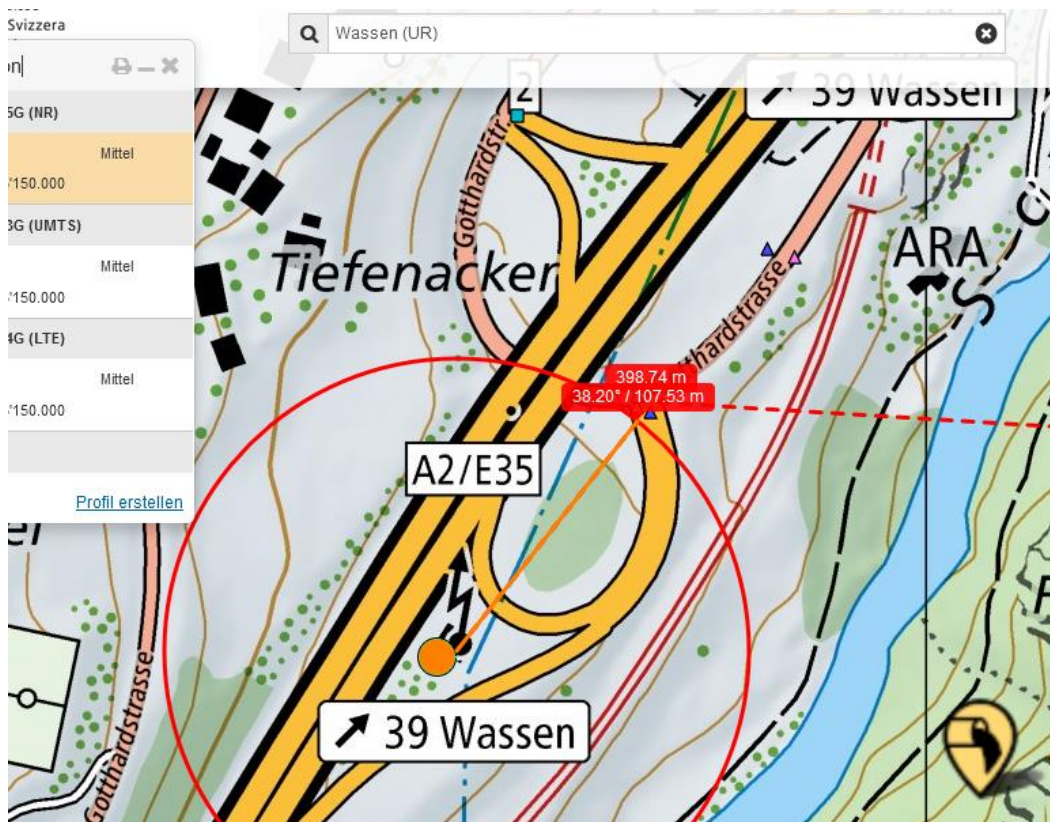 Svizzera
Wassen (UR)
on
5G (NR)
Mittel
'150.000
3G (UMTS)
Mittel
'150.000
4G (LTE)
Mittel
'150.000
Profil erstellen
2
39 Wassen
Gotthardstr.
Tiefenacker
ARA
Gotthardstrasse
398.74 m
38.20° / 107.53 m
A2/E35
39 Wassen
Gotthardstrasse